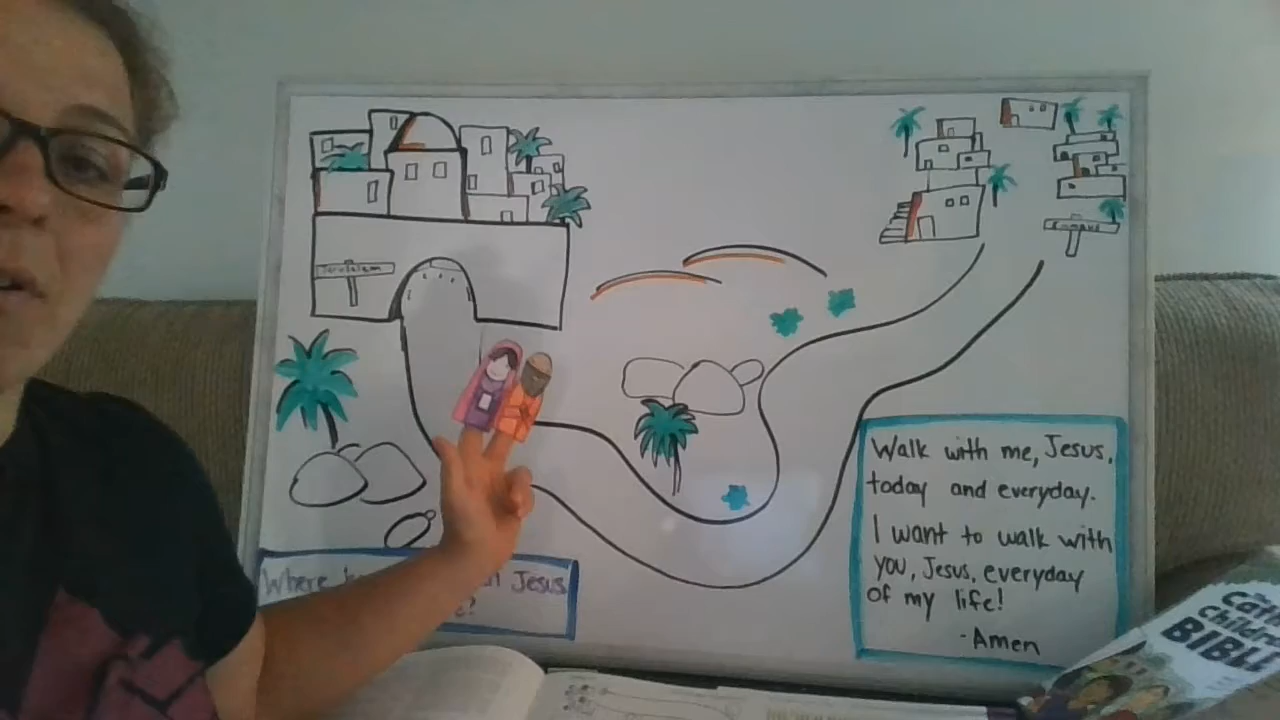 Jerusalem
Emmaus
Walk with me, Jesus,
today and everyday.
I want to walk with
you, Jesus, everyday
of my life!
-Amen
Where Jesus
?
The
Catholic
Children's
BIBLE